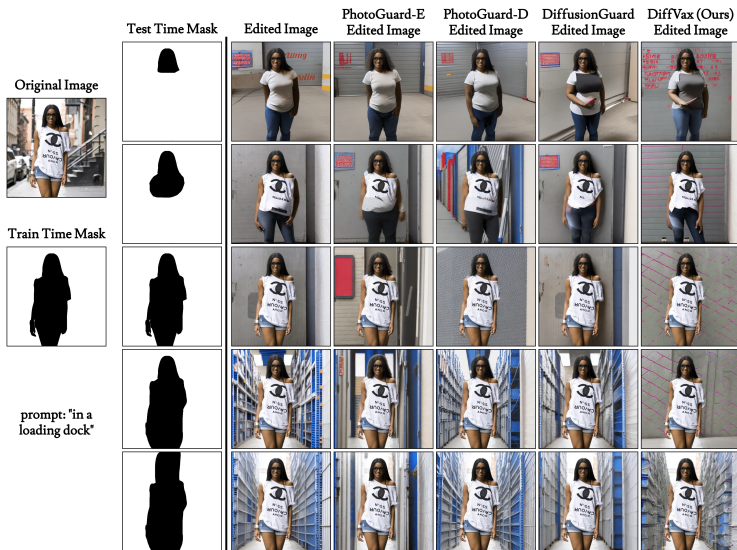 Test Time Mask
Edited Image
PhotoGuard-E
Edited Image
PhotoGuard-D
Edited Image
DiffusionGuard
Edited Image
DiffVax (Ours)
Edited Image
Original Image
Train Time Mask
prompt: "in a
loading dock"